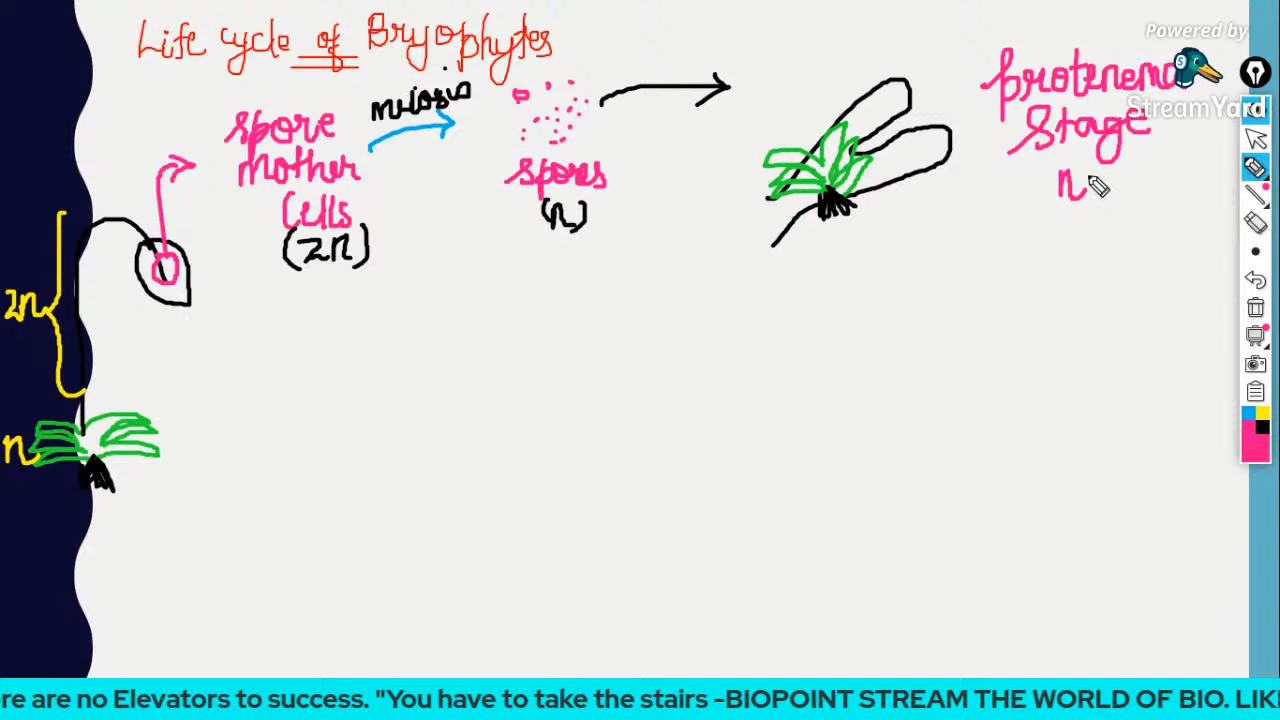 Life cycle of Bryophytes
Powered by
StreamYard
protenema
Stage
n
spore
mother
cells
(2n)
meiosis
spores
(n)
2n
n
re are no Elevators to success. "You have to take the stairs -BIOPOINT STREAM THE WORLD OF BIO. LIK